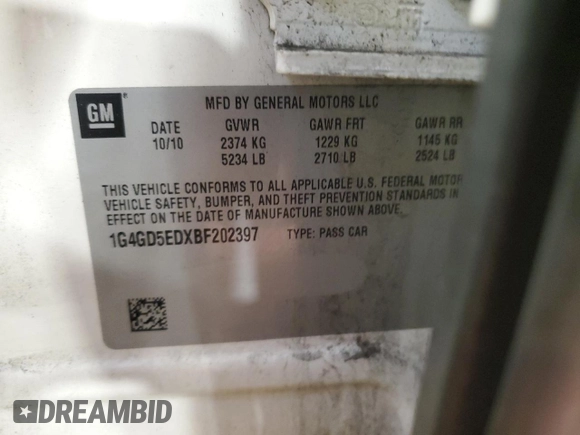 GM
MFD BY GENERAL MOTORS LLC
DATE GVWR GAWR FRT GAWR RR
10/10 2374 KG 1229 KG 1145 KG
5234 LB 2710 LB 2524 LB
THIS VEHICLE CONFORMS TO ALL APPLICABLE U.S. FEDERAL MOTOR
VEHICLE SAFETY, BUMPER, AND THEFT PREVENTION STANDARDS IN
EFFECT ON THE DATE OF MANUFACTURE SHOWN ABOVE.
1G4GD5EDXBF202397 TYPE: PASS CAR
DREAMBID